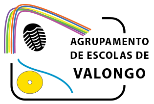 AGRUPAMENTO
DE ESCOLAS DE
VALONGO